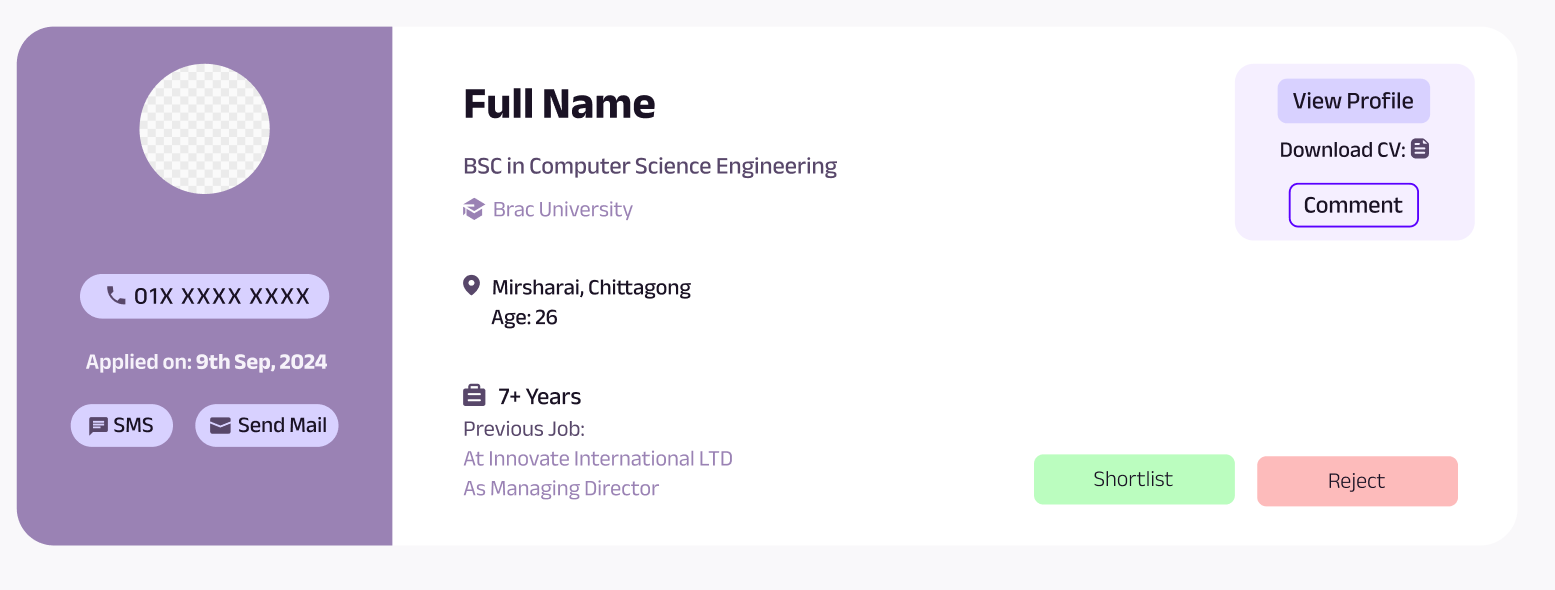 01X XXXX XXXX
Applied on: 9th Sep, 2024
SMS
Send Mail
Full Name
BSC in Computer Science Engineering
Brac University
Mirsharai, Chittagong
Age: 26
7+ Years
Previous Job:
At Innovate International LTD
As Managing Director
View Profile
Download CV:
Comment
Shortlist
Reject